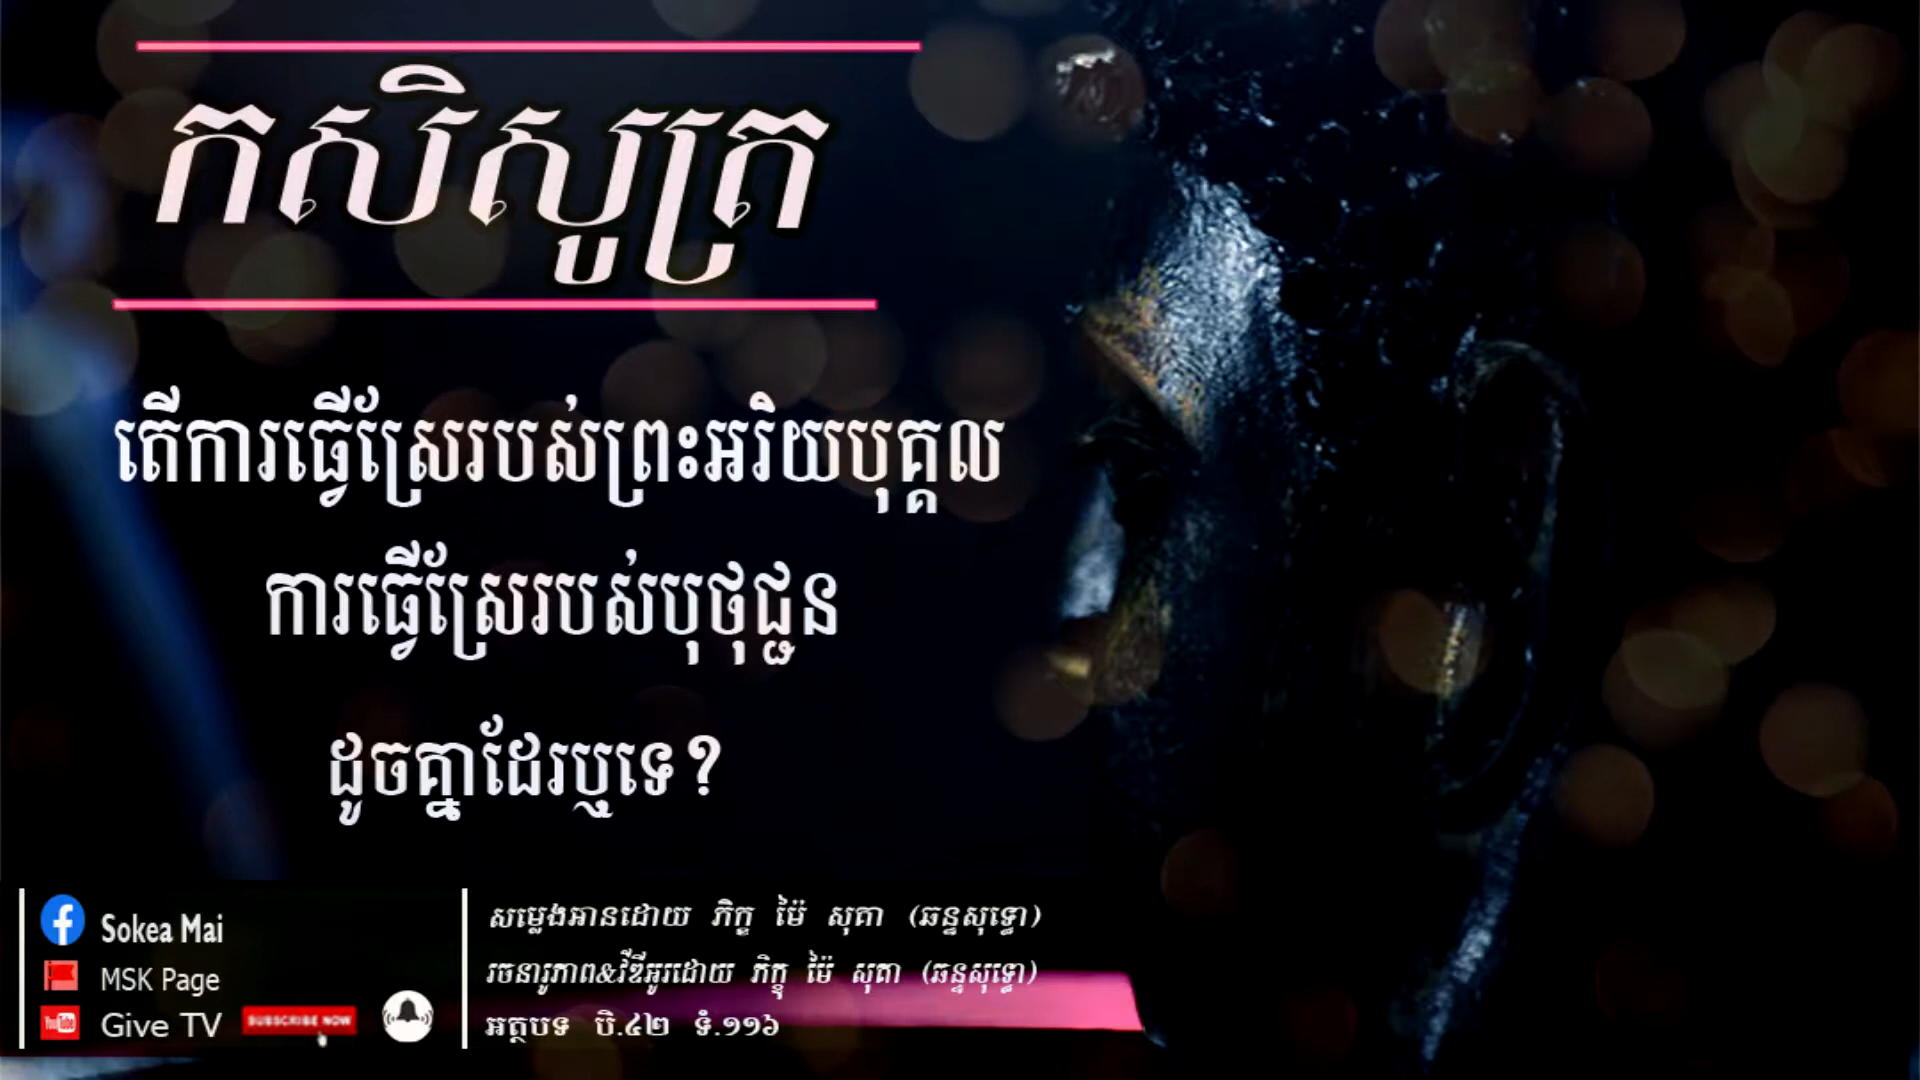 កសិសូត្រ
តើការធ្វើស្រែរបស់ព្រះអរិយបុគ្គល
ការធ្វើស្រែរបស់បុថុជ្ជន
ដូចគ្នាដែរឬទេ?
Sokea Mai
MSK Page
YouTube Give TV SUBSCRIBE NOW
សម្លេងអានដោយ ភិក្ខុ ម៉ៃ សុគា (ឆន្ទសុទ្ធោ)
រចនារូភាព&វីឌីអូរដោយ ភិក្ខុ ម៉ៃ សុគា (ឆន្ទសុទ្ធោ)
អត្ថបទ បិ.៤២ ទំ.១១៦